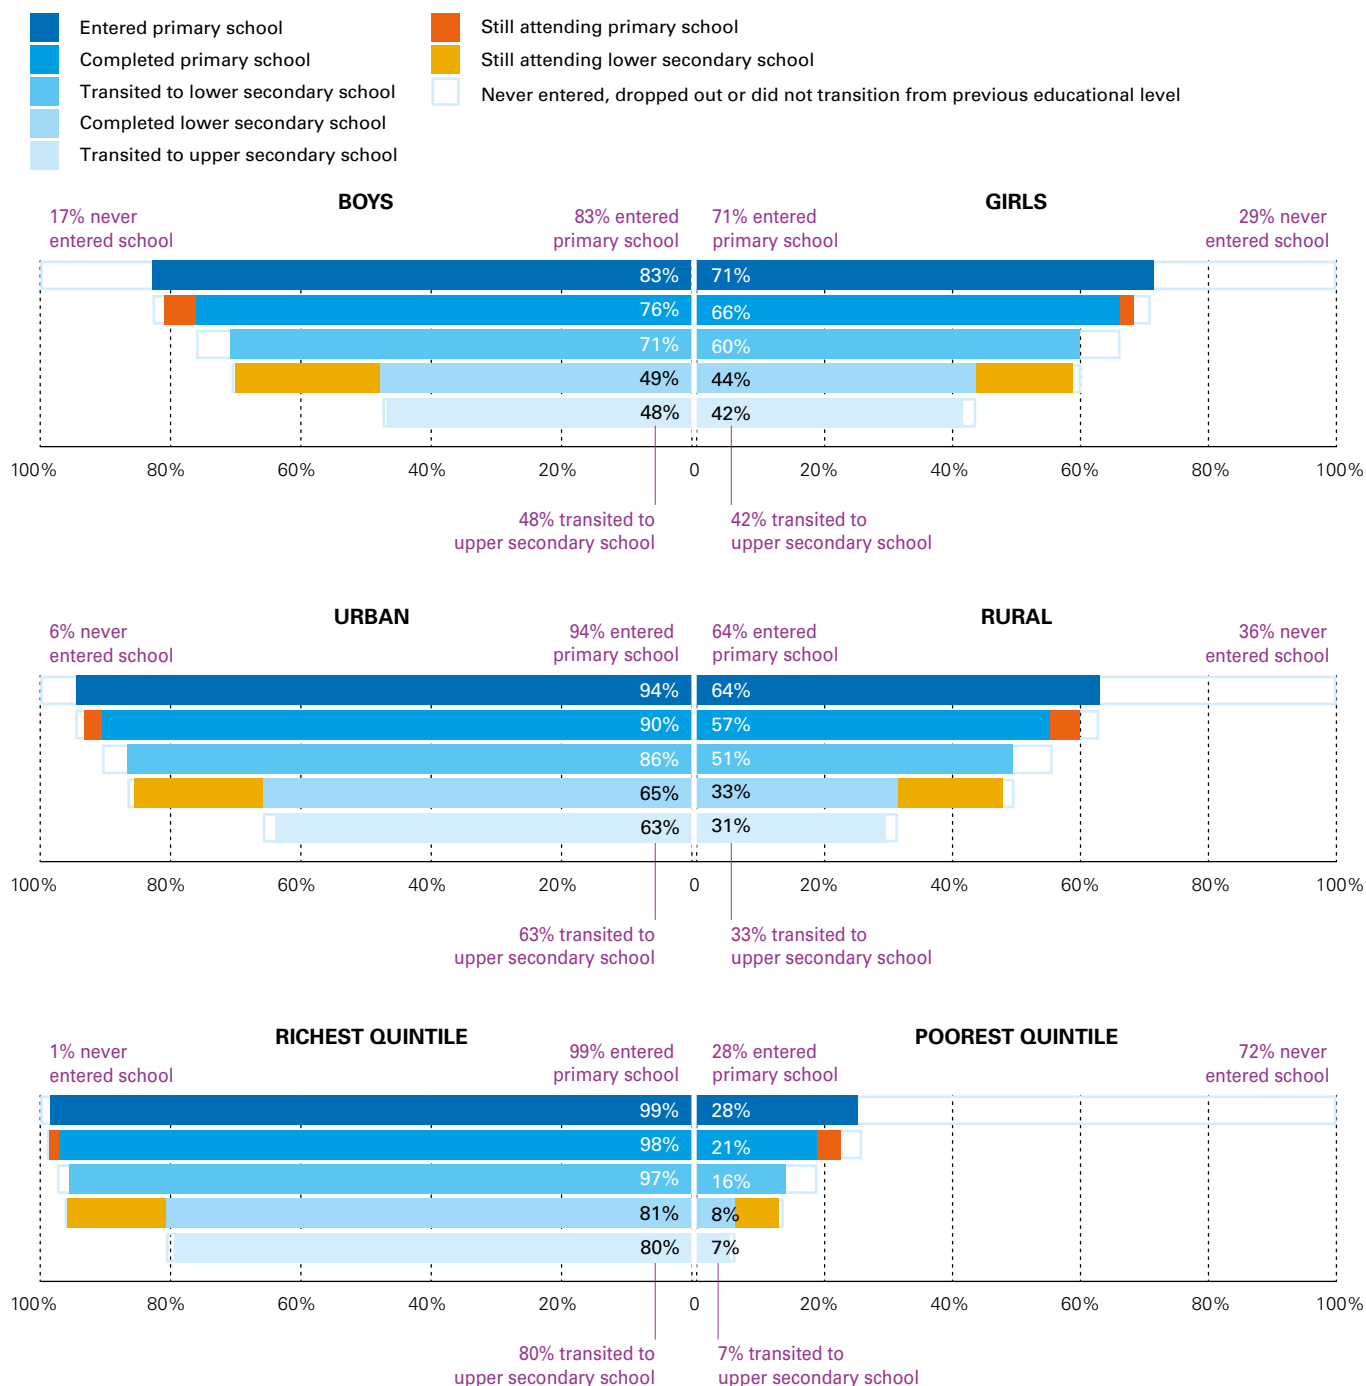 Entered primary school
Completed primary school
Transited to lower secondary school
Completed lower secondary school
Transited to upper secondary school
Still attending primary school
Still attending lower secondary school
Never entered, dropped out or did not transition from previous educational level
BOYS
17% never
entered school
83% entered
primary school
83%
76%
71%
49%
48%
GIRLS
71% entered
primary school
29% never
entered school
71%
66%
60%
44%
42%
100% 80% 60% 40% 20% 0 20% 40% 60% 80% 100%
48% transited to
upper secondary school
42% transited to
upper secondary school
URBAN
6% never
entered school
94% entered
primary school
94%
90%
86%
65%
63%
RURAL
64% entered
primary school
36% never
entered school
64%
57%
51%
33%
31%
100% 80% 60% 40% 20% 0 20% 40% 60% 80% 100%
63% transited to
upper secondary school
33% transited to
upper secondary school
RICHEST QUINTILE
1% never
entered school
99% entered
primary school
99%
98%
97%
81%
80%
POOREST QUINTILE
28% entered
primary school
72% never
entered school
28%
21%
16%
8%
7%
100% 80% 60% 40% 20% 0 20% 40% 60% 80% 100%
80% transited to
upper secondary school
7% transited to
upper secondary school